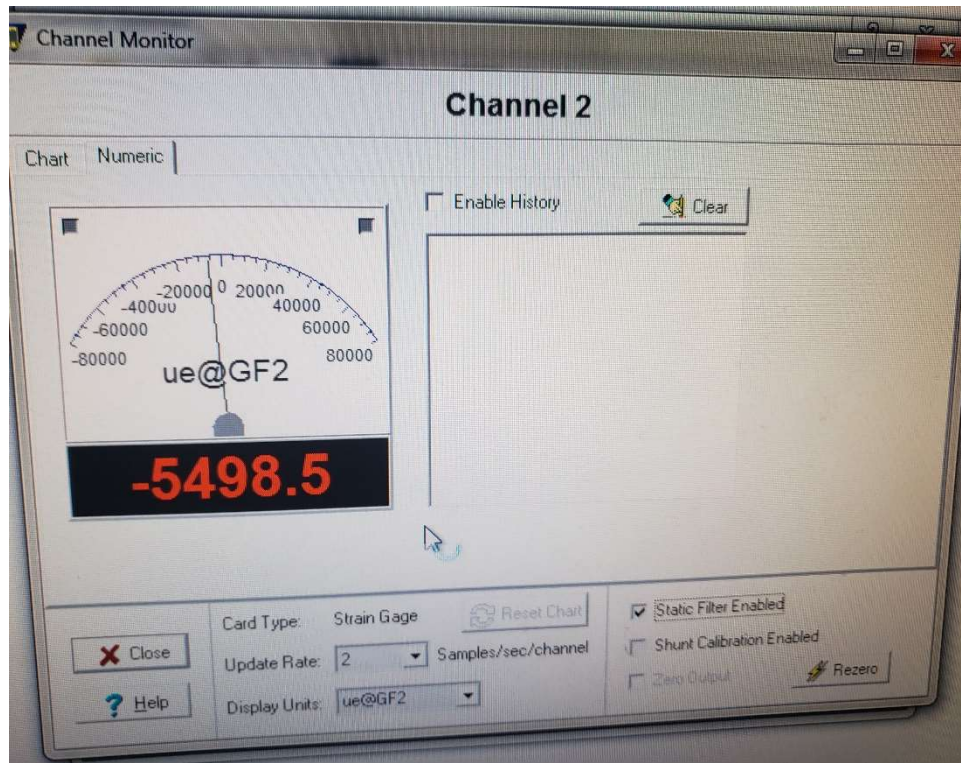 Channel Monitor
Channel 2
Chart Numeric
Enable History Clear
-80000 -60000 -40000 -20000 0 20000 40000 60000 80000
ue@GF2
-5498.5
Close
Help
Card Type: Strain Gage Reset Chart
Update Rate: 2 Samples/sec/channel
Display Units: ue@GF2
Static Filter Enabled
Shunt Calibration Enabled
Zero Output Rezero